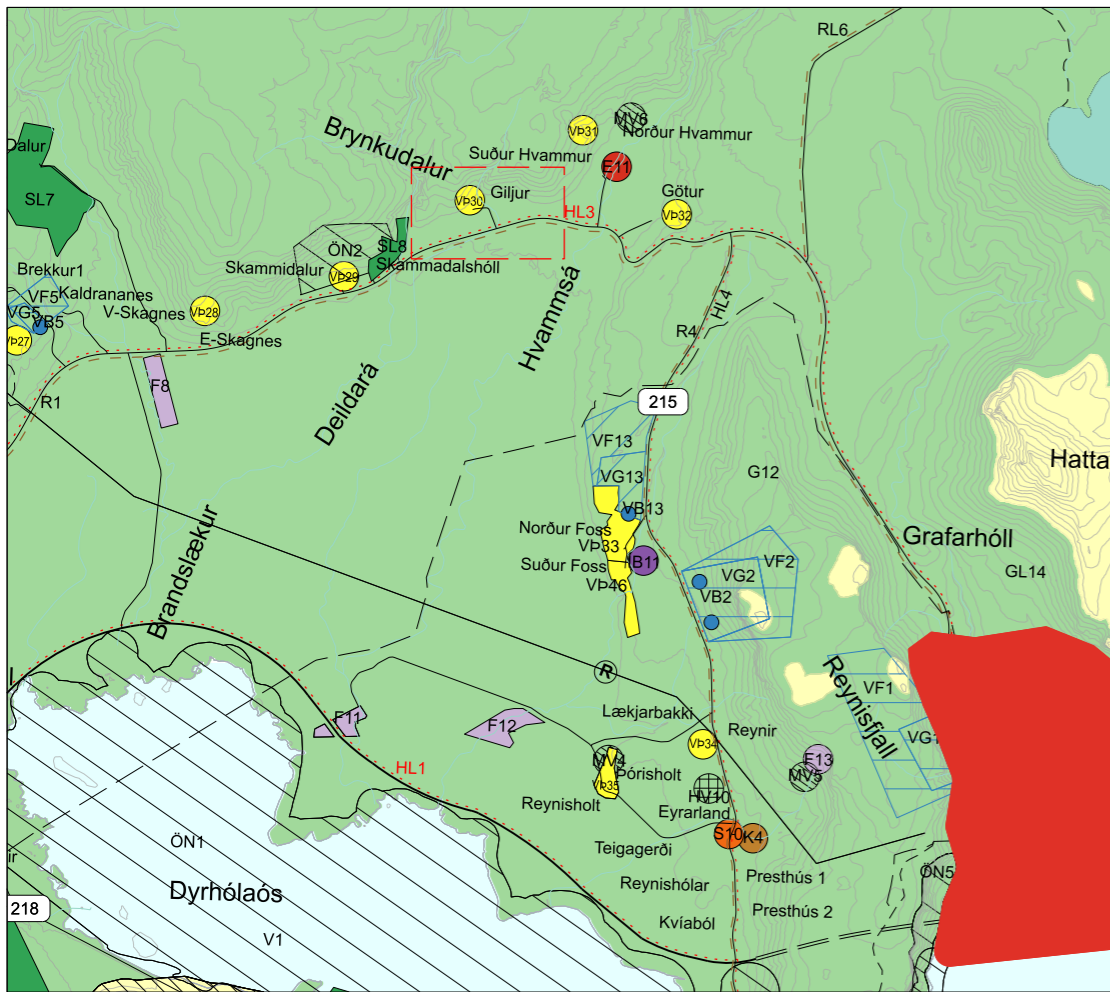 RL6
MV6
VÞ31
Norður Hvammur
Brynkudalur
Suður Hvammur
E11
Dalur
SL7
VÞ30
Giljur
Götur
HL3
VÞ32
ÖN2
SL8
Skammidalur
Skammadalshóll
VÞ29
Brekkur1
VF5
Kaldrananes
VG5
V-Skagnes
VÞ28
VB5
E-Skagnes
VÞ27
Hvammsá
HL4
R4
F8
R1
215
Deildará
VF13
Hatta
G12
VG13
VB13
Norður Foss
VÞ33
Grafarhóll
IB11
Suður Foss
VF2
VG2
GL14
VÞ46
VB2
Brandslækur
R
Reynisfjall
VF1
Lækjarbakki
F11
F12
Reynir
VÞ34
VG1
MV4
F13
HL1
Þórisholt
MV5
VÞ35
HV10
Reynisholt
Eyrarland
S10
K4
ÖN1
Teigagerði
ir
Reynishólar
Presthús 1
ÖN5
Dyrhólaós
218
Kvíaból
Presthús 2
V1